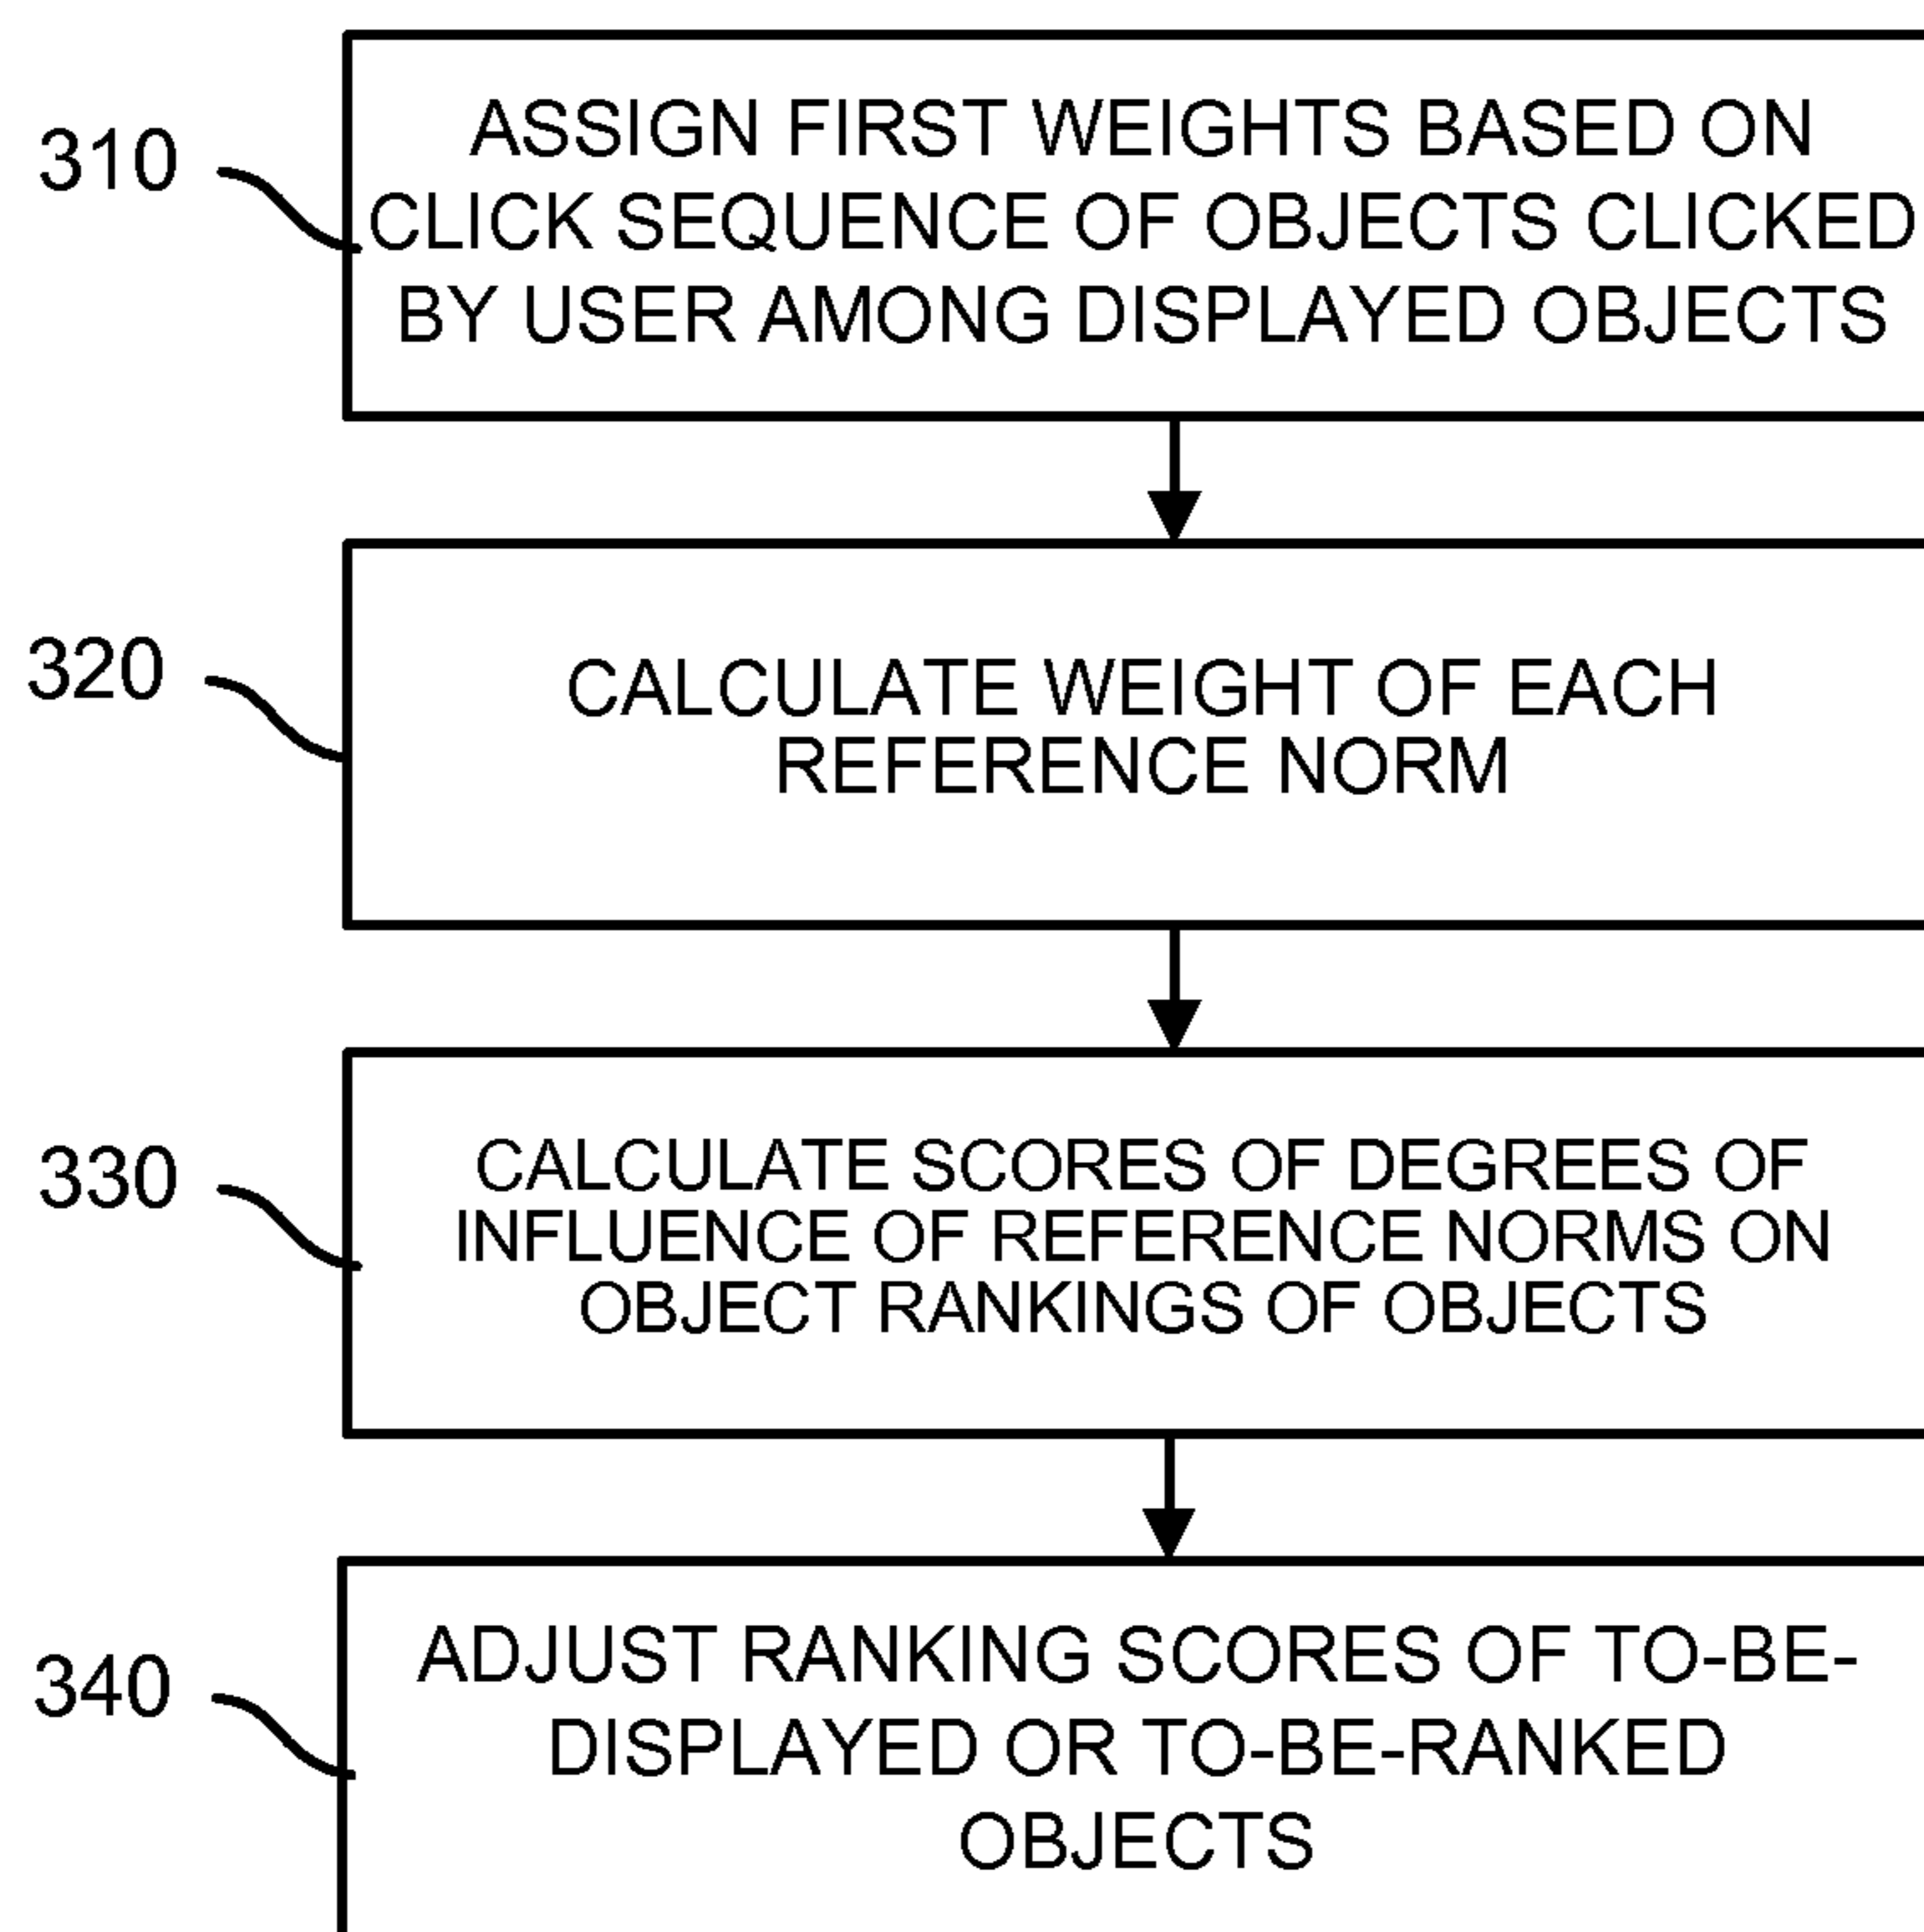 310
ASSIGN FIRST WEIGHTS BASED ON
CLICK SEQUENCE OF OBJECTS CLICKED
BY USER AMONG DISPLAYED OBJECTS
320
CALCULATE WEIGHT OF EACH
REFERENCE NORM
330
CALCULATE SCORES OF DEGREES OF
INFLUENCE OF REFERENCE NORMS ON
OBJECT RANKINGS OF OBJECTS
340
ADJUST RANKING SCORES OF TO-BE-
DISPLAYED OR TO-BE-RANKED
OBJECTS